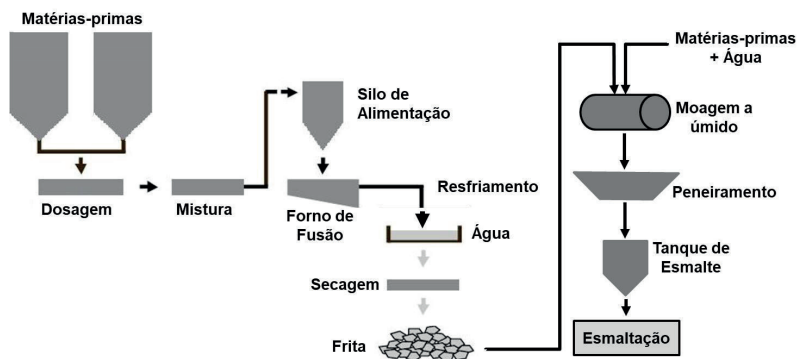 Matérias-primas
Dosagem
Mistura
Silo de
Alimentação
Forno de
Fusão
Resfriamento
Água
Secagem
Frita
Matérias-primas
+ Água
Moagem a
úmido
Peneiramento
Tanque de
Esmalte
Esmaltação